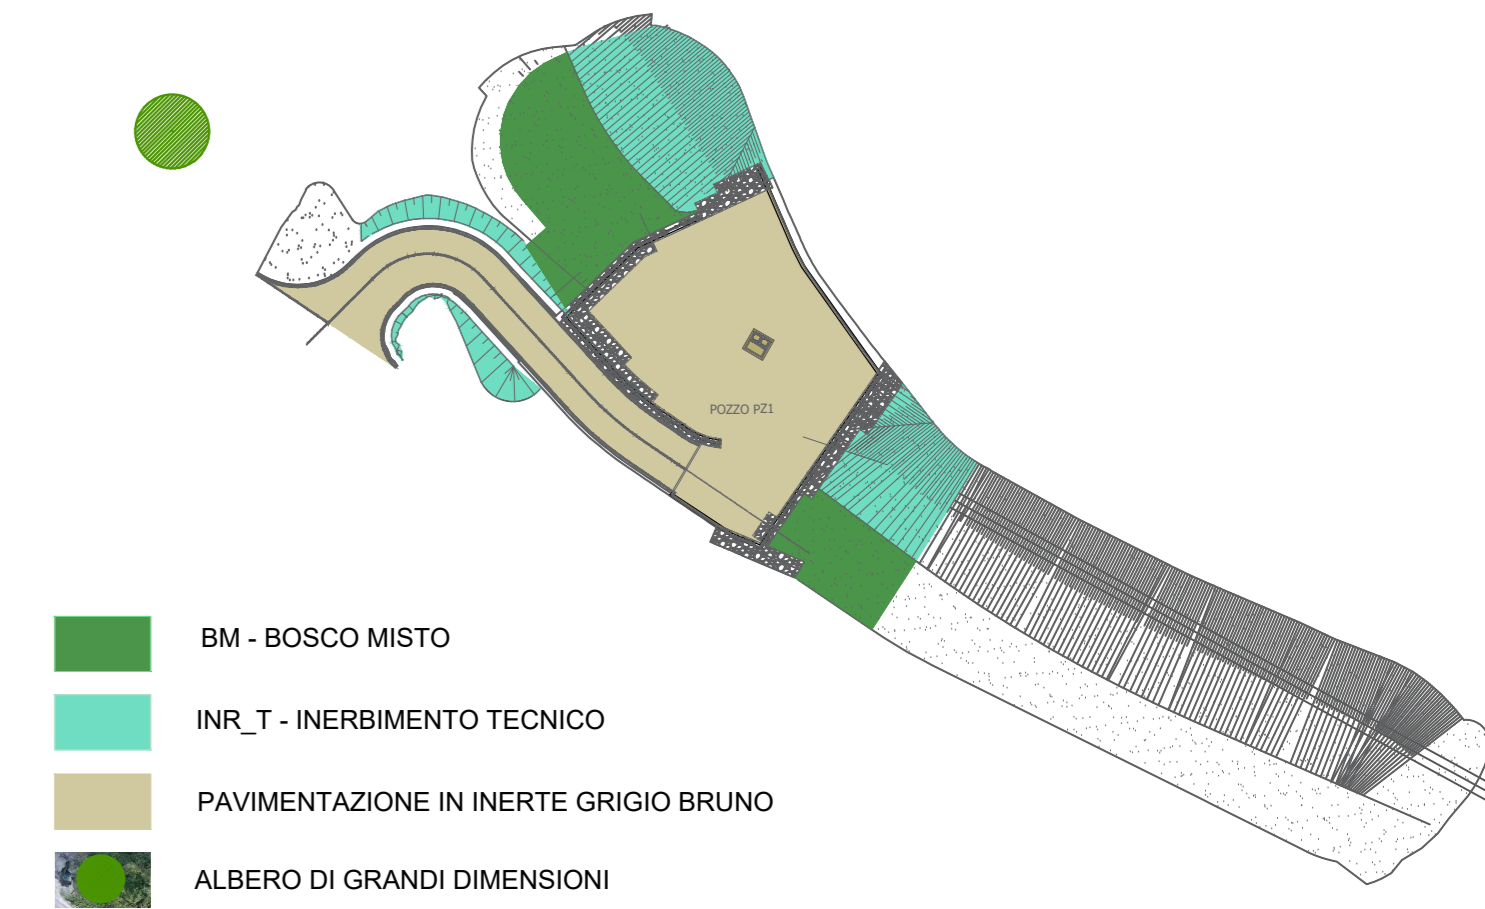 POZZO PZ1
BM - BOSCO MISTO
INR_T - INERBIMENTO TECNICO
PAVIMENTAZIONE IN INERTE GRIGIO BRUNO
ALBERO DI GRANDI DIMENSIONI